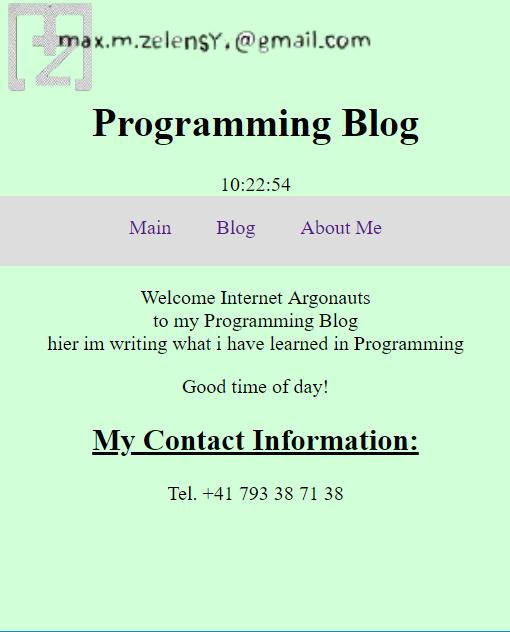 max.m.zelensY.@gmail.com
Programming Blog
10:22:54
Main Blog About Me
Welcome Internet Argonauts
to my Programming Blog
hier im writing what i have learned in Programming
Good time of day!
My Contact Information:
Tel. +41 793 38 71 38